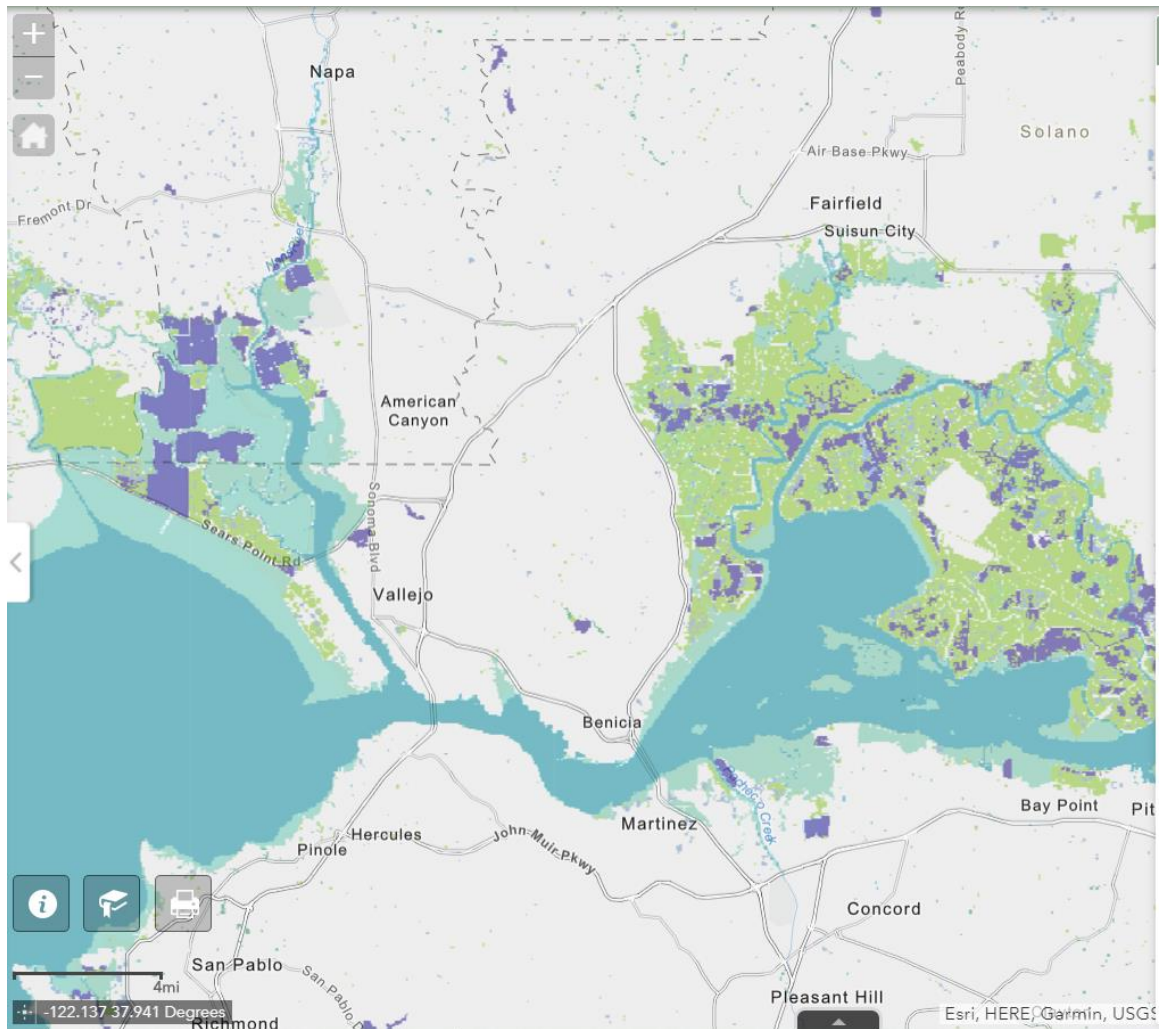 +
Napa
Peabody R
−
Solano
Air Base Pkwy
Fremont Dr
Fairfield
Suisun City
American
Canyon
Sonoma Blvd
Sears Point Rd
Vallejo
Benicia
Pacheco Creek
Bay Point
Pit
Martinez
Hercules
John Muir Pkwy
Pinole
Concord
San Pablo
San Pablo
4mi
Pleasant Hill
-122.137 37.941 Degrees
Richmond
Esri, HERE, Garmin, USGS